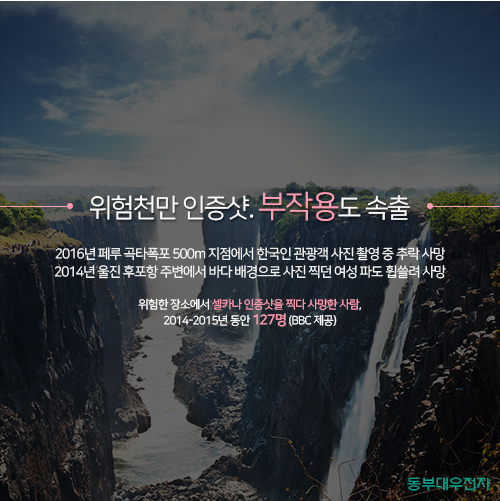 위험천만 인증샷. 부작용도 속출
2016년 페루 곡타폭포 500m 지점에서 한국인 관광객 사진 촬영 중 추락 사망
2014년 울진 후포항 주변에서 바다 배경으로 사진 찍던 여성 파도 휩쓸려 사망
위험한 장소에서 셀카나 인증샷을 찍다 사망한 사람,
2014-2015년 동안 127명 (BBC 제공)
동부대우전자